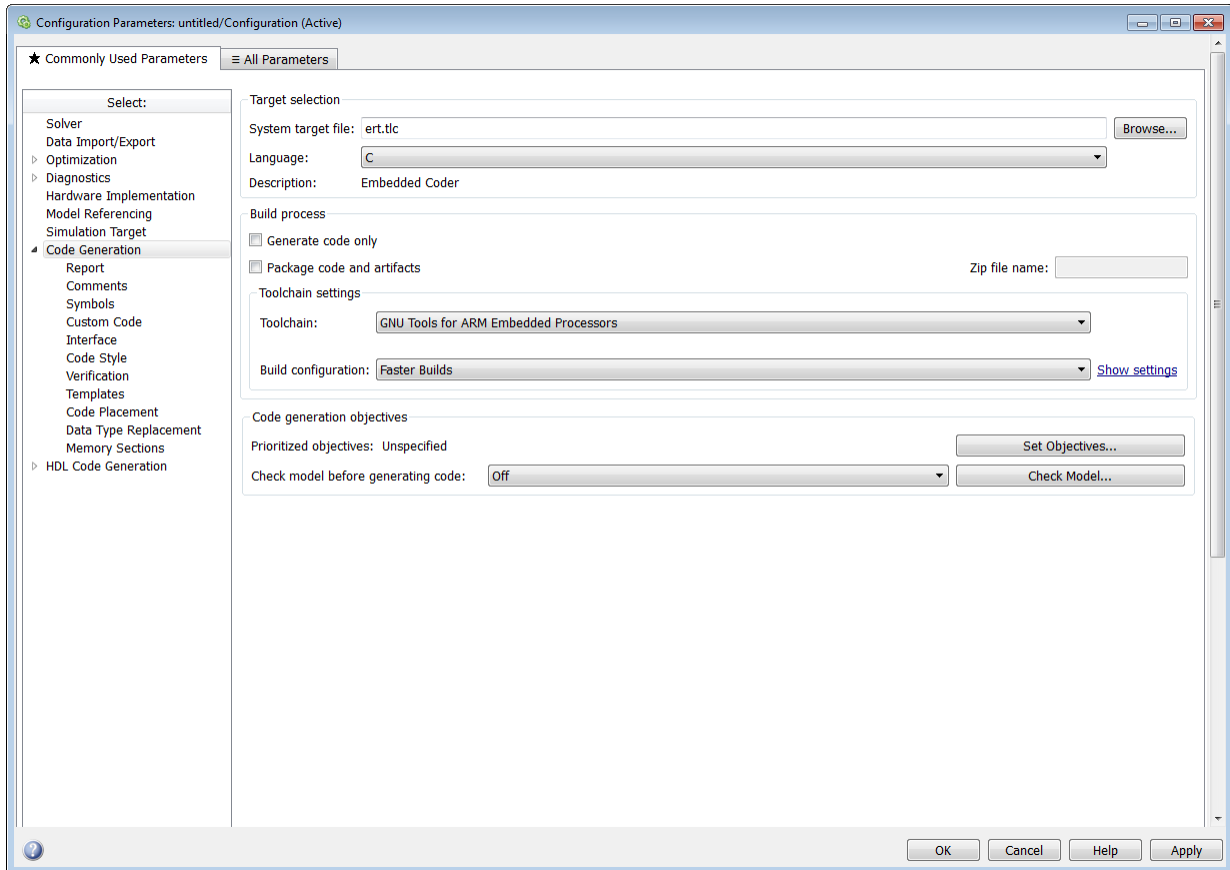 Configuration Parameters: untitled/Configuration (Active)
★ Commonly Used Parameters
≡ All Parameters
Select:
Solver
Data Import/Export
Optimization
Diagnostics
Hardware Implementation
Model Referencing
Simulation Target
Code Generation
Report
Comments
Symbols
Custom Code
Interface
Code Style
Verification
Templates
Code Placement
Data Type Replacement
Memory Sections
HDL Code Generation
Target selection
System target file: ert.tlc Browse...
Language: C
Description: Embedded Coder
Build process
Generate code only
Package code and artifacts Zip file name:
Toolchain settings
Toolchain: GNU Tools for ARM Embedded Processors
Build configuration: Faster Builds Show settings
Code generation objectives
Prioritized objectives: Unspecified Set Objectives...
Check model before generating code: Off Check Model...
OK Cancel Help Apply